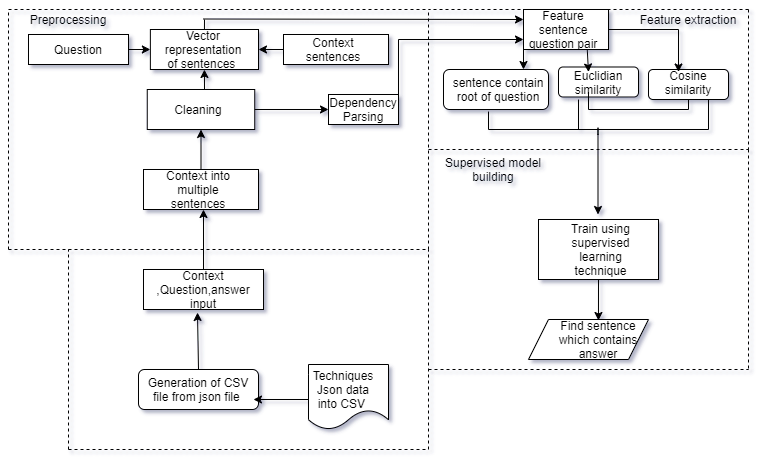 Preprocessing
Question
Vector
representation
of sentences
Context
sentences
Cleaning
Dependency
Parsing
Context into
multiple
sentences
Context
,Question,answer
input
Generation of CSV
file from json file
Techniques
Json data
into CSV
Feature
sentence
question pair
Feature extraction
sentence contain
root of question
Euclidian
similarity
Cosine
similarity
Supervised model
building
Train using
supervised
learning
technique
Find sentence
which contains
answer